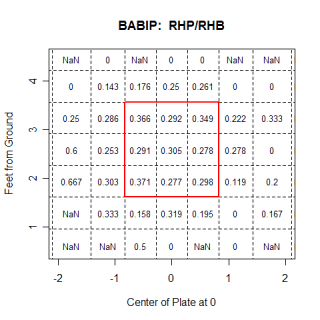 BABIP: RHP/RHB
NaN 0 NaN 0 0 NaN NaN
4
0 0.143 0.176 0.25 0.261 0 0
0.25 0.286 0.366 0.292 0.349 0.222 0.333
3
0.6 0.253 0.291 0.305 0.278 0.278 0
2
0.667 0.303 0.371 0.277 0.298 0.119 0.2
NaN 0.333 0.158 0.319 0.195 0 0.167
1
NaN NaN 0.5 0 NaN 0 NaN
Feet from Ground
-2 -1 0 1 2
Center of Plate at 0